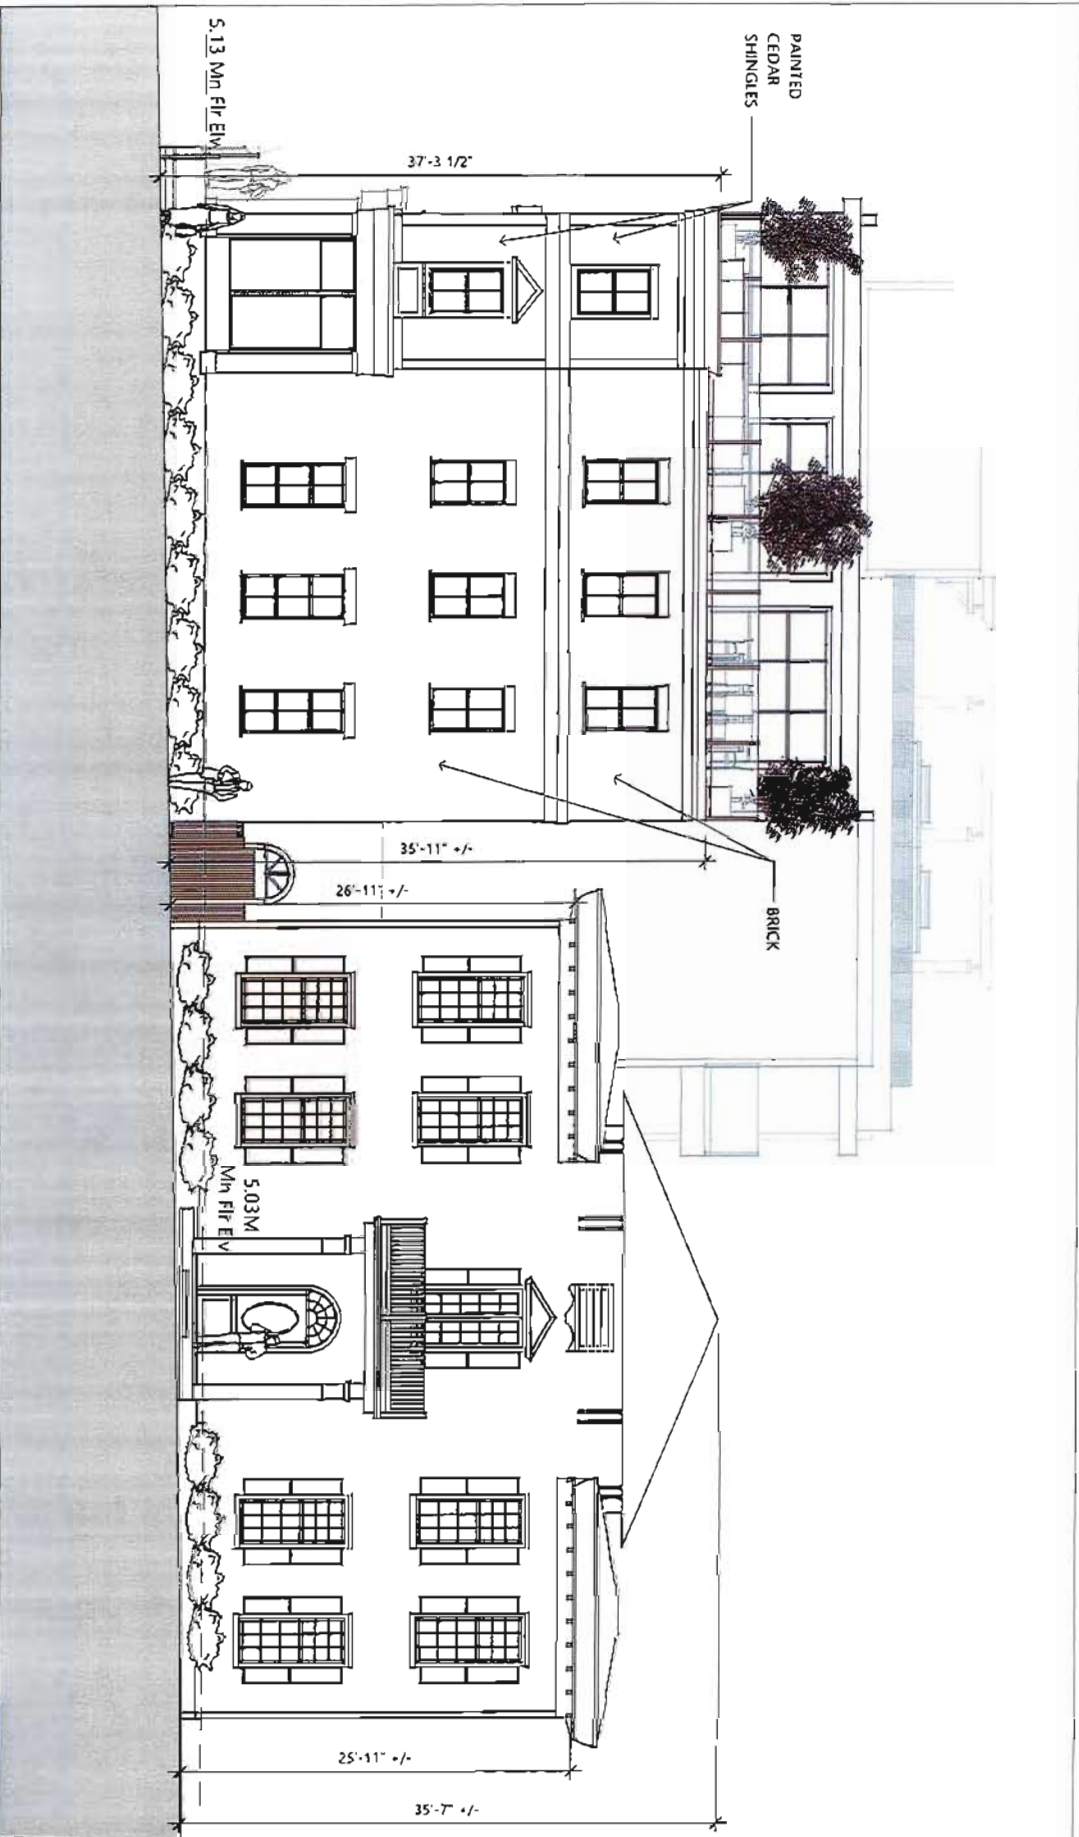 PAINTED
CEDAR
SHINGLES
5.13 Mn Flr Elv
37'-3 1/2"
35'-11" +/-
26'-11" +/-
BRICK
5.03M
Mn Flr Elv
25'-11" +/-
35'-7" +/-